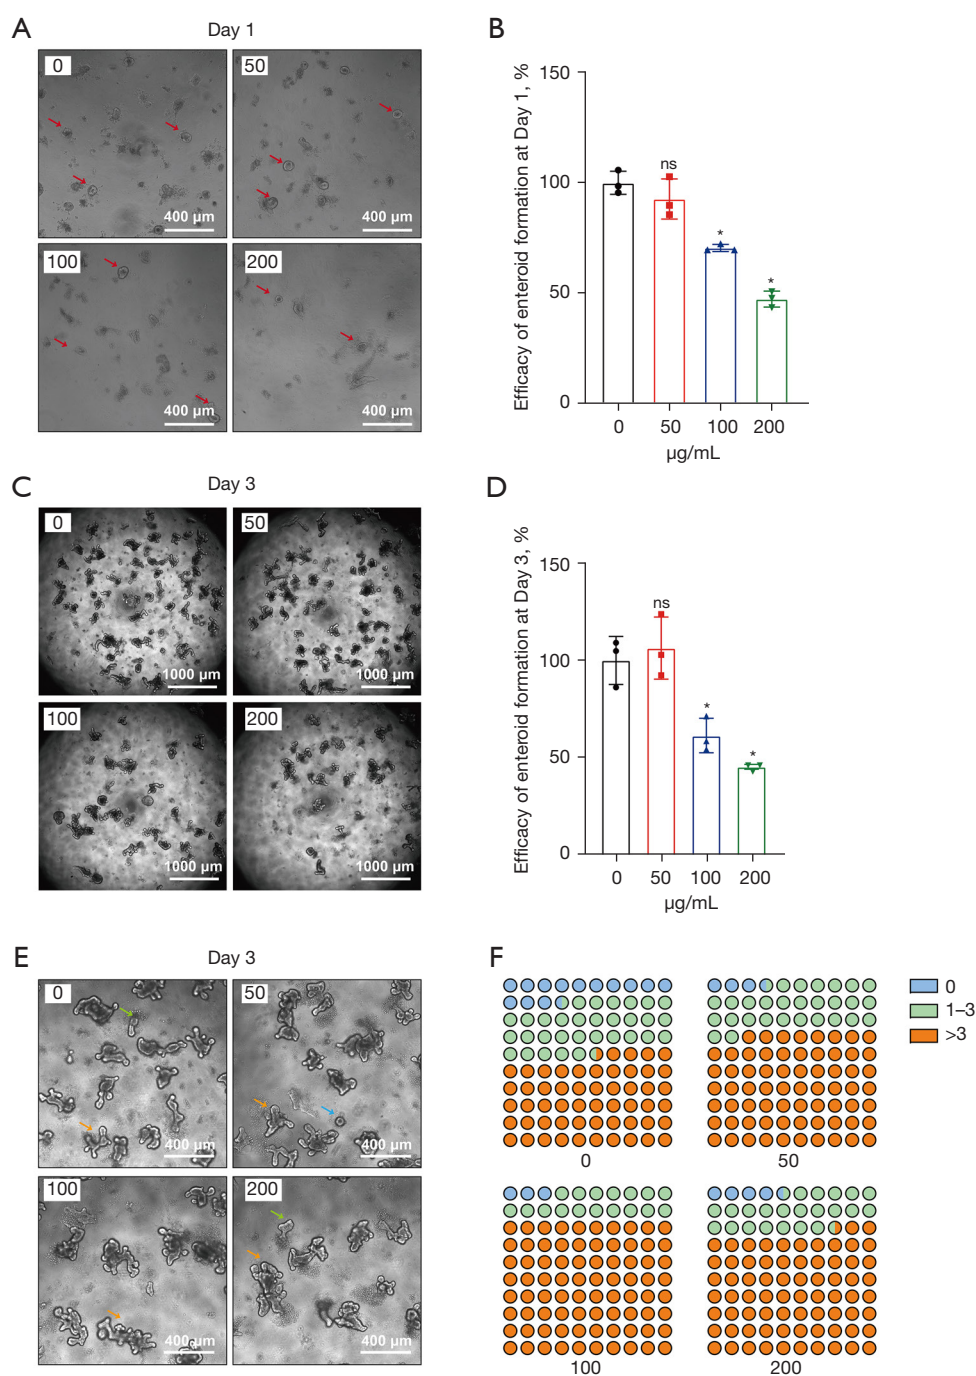 A
Day 1
0
400 µm
50
400 µm
100
400 µm
200
400 µm
B
Efficacy of enteroid formation at Day 1, %
150
100
50
0
ns
*
*
0 50 100 200
µg/mL
C
Day 3
0
1000 µm
50
1000 µm
100
1000 µm
200
1000 µm
D
Efficacy of enteroid formation at Day 3, %
150
100
50
0
ns
*
*
0 50 100 200
µg/mL
E
Day 3
0
400 µm
50
400 µm
100
400 µm
200
400 µm
F
0
1–3
>3
0
50
100
200